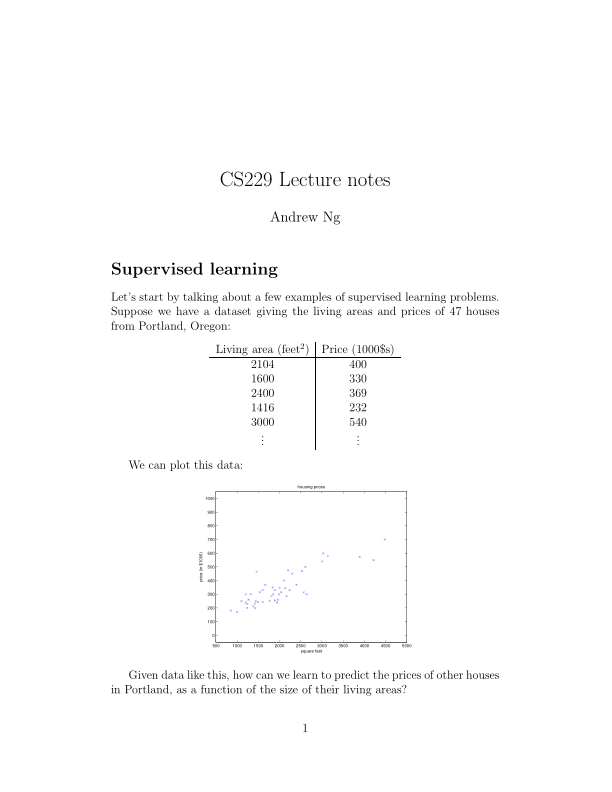 CS229 Lecture notes
Andrew Ng
Supervised learning
Let's start by talking about a few examples of supervised learning problems.
Suppose we have a dataset giving the living areas and prices of 47 houses
from Portland, Oregon:
Living area (feet²) Price (1000$s)
2104 400
1600 330
2400 369
1416 232
3000 540
⋮ ⋮
We can plot this data:
housing prices
1000
900
800
700
600
500
400
300
200
100
0
price (in $1000)
500 1000 1500 2000 2500 3000 3500 4000 4500 5000
square feet
Given data like this, how can we learn to predict the prices of other houses
in Portland, as a function of the size of their living areas?
1